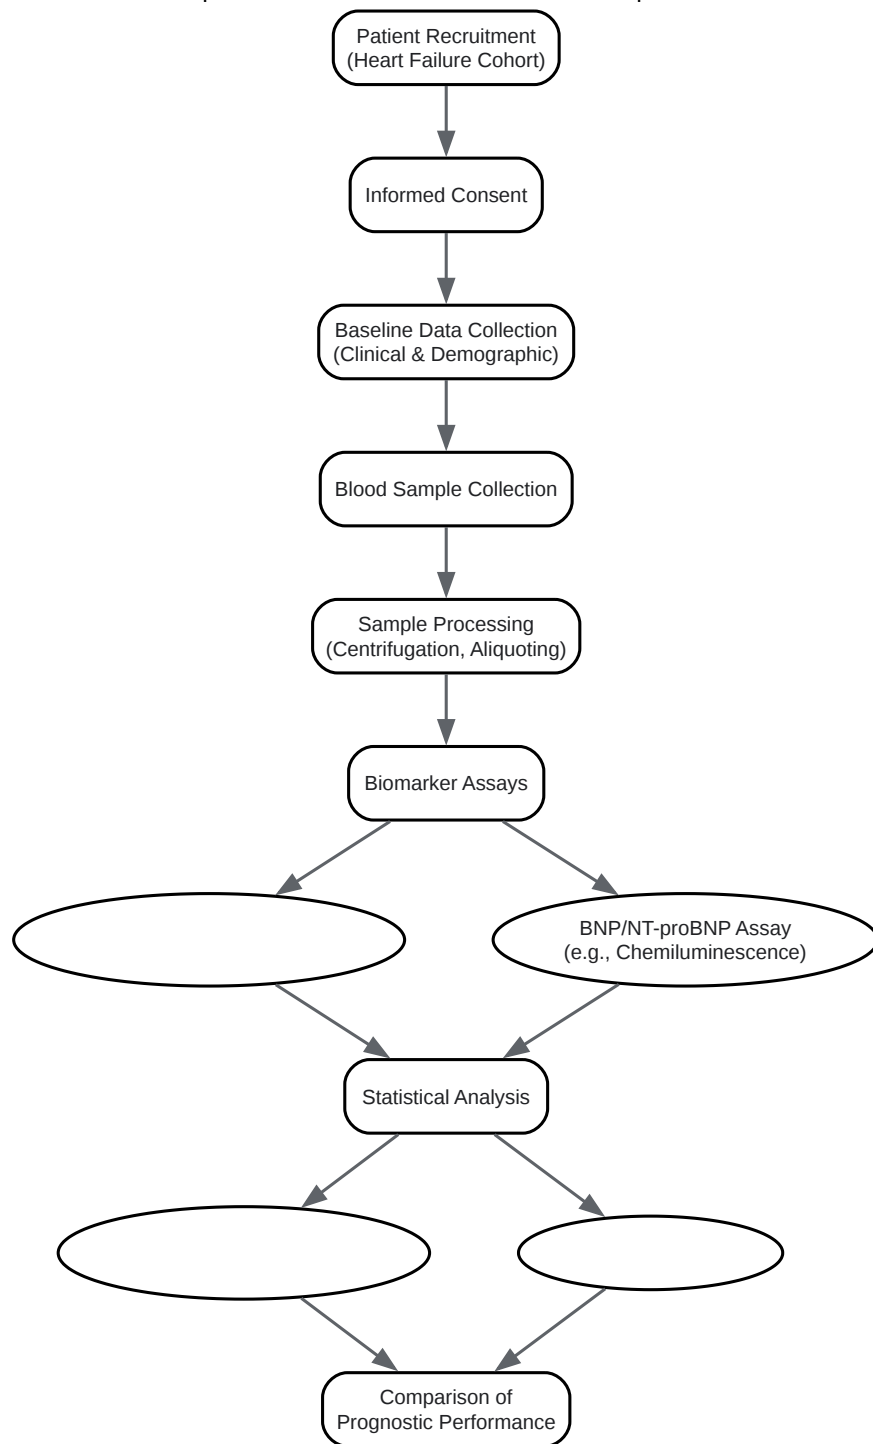 Patient Recruitment
(Heart Failure Cohort)
Informed Consent
Baseline Data Collection
(Clinical & Demographic)
Blood Sample Collection
Sample Processing
(Centrifugation, Aliquoting)
Biomarker Assays
BNP/NT-proBNP Assay
(e.g., Chemiluminescence)
Statistical Analysis
Comparison of
Prognostic Performance